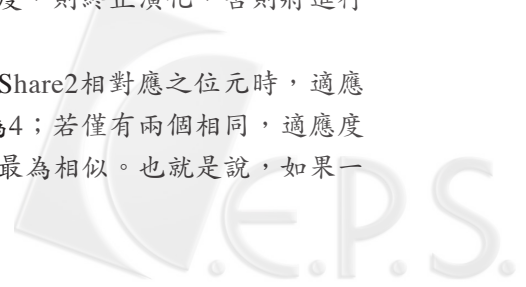 度，則終止演化，否則將進行
Share2相對應之位元時，適應
為4；若僅有兩個相同，適應度
最為相似。也就是說，如果一
C.E.P.S.